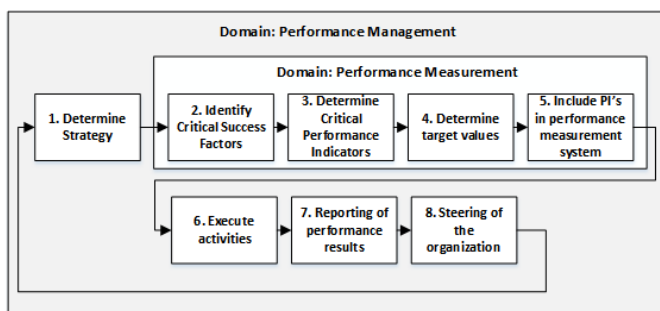 Domain: Performance Management
Domain: Performance Measurement
1. Determine
Strategy
2. Identify
Critical Success
Factors
3. Determine
Critical
Performance
Indicators
4. Determine
target values
5. Include PI's
in performance
measurement
system
6. Execute
activities
7. Reporting of
performance
results
8. Steering of
the
organization